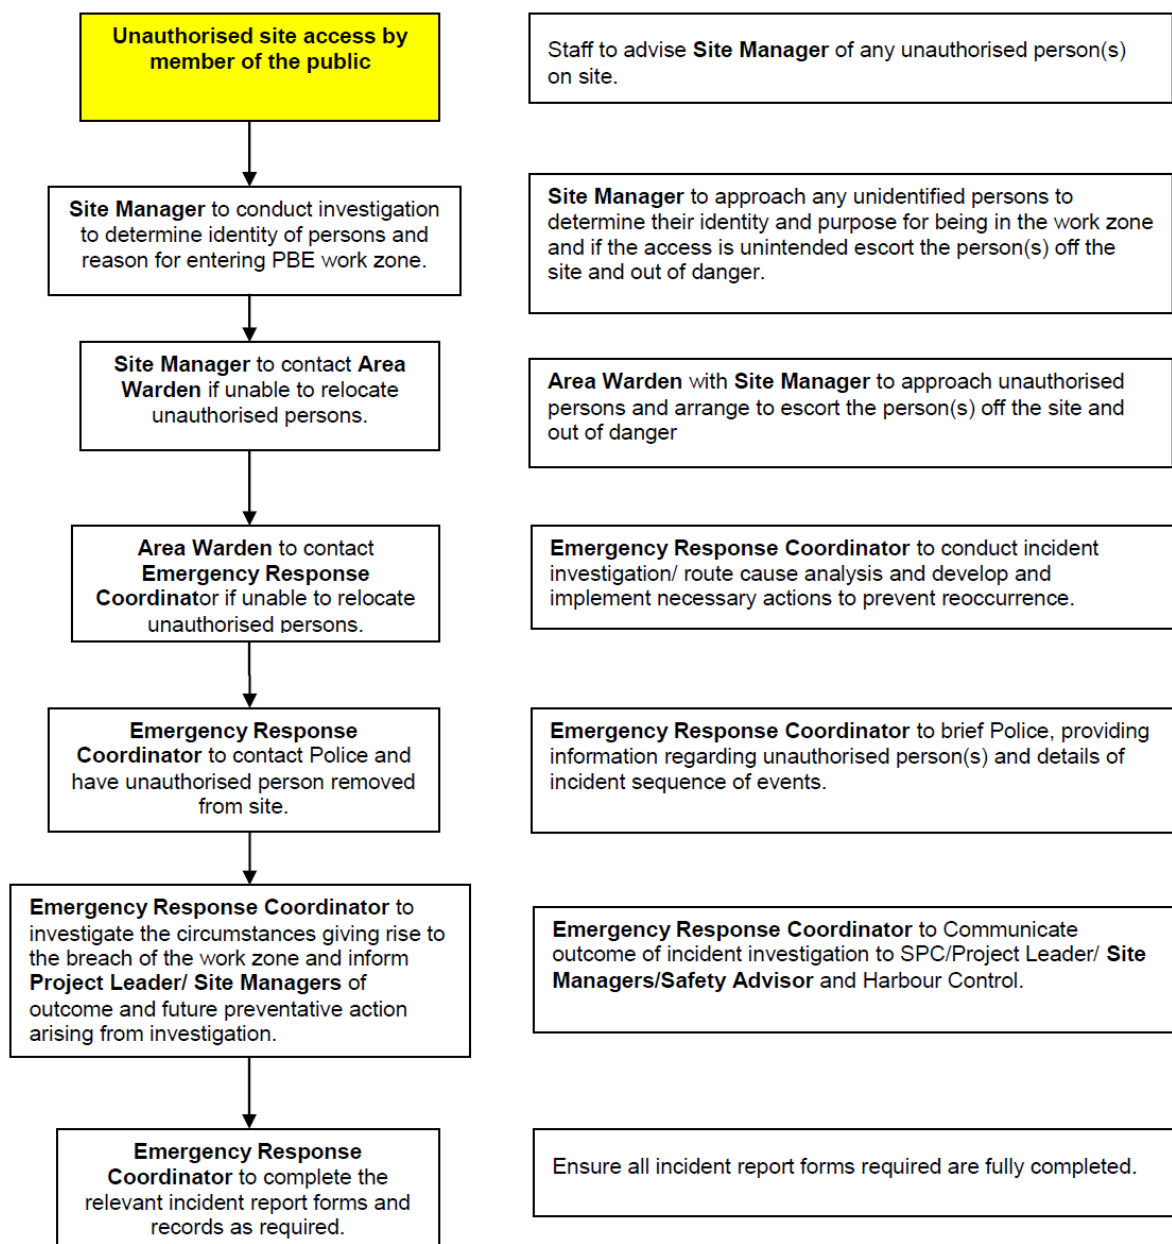 Unauthorised site access by
member of the public
Staff to advise Site Manager of any unauthorised person(s)
on site.
Site Manager to conduct investigation
to determine identity of persons and
reason for entering PBE work zone.
Site Manager to approach any unidentified persons to
determine their identity and purpose for being in the work zone
and if the access is unintended escort the person(s) off the
site and out of danger.
Site Manager to contact Area
Warden if unable to relocate
unauthorised persons.
Area Warden with Site Manager to approach unauthorised
persons and arrange to escort the person(s) off the site and
out of danger
Area Warden to contact
Emergency Response
Coordinator if unable to relocate
unauthorised persons.
Emergency Response Coordinator to conduct incident
investigation/ route cause analysis and develop and
implement necessary actions to prevent reoccurrence.
Emergency Response
Coordinator to contact Police and
have unauthorised person removed
from site.
Emergency Response Coordinator to brief Police, providing
information regarding unauthorised person(s) and details of
incident sequence of events.
Emergency Response Coordinator to
investigate the circumstances giving rise to
the breach of the work zone and inform
Project Leader/ Site Managers of
outcome and future preventative action
arising from investigation.
Emergency Response Coordinator to Communicate
outcome of incident investigation to SPC/Project Leader/ Site
Managers/Safety Advisor and Harbour Control.
Emergency Response
Coordinator to complete the
relevant incident report forms and
records as required.
Ensure all incident report forms required are fully completed.